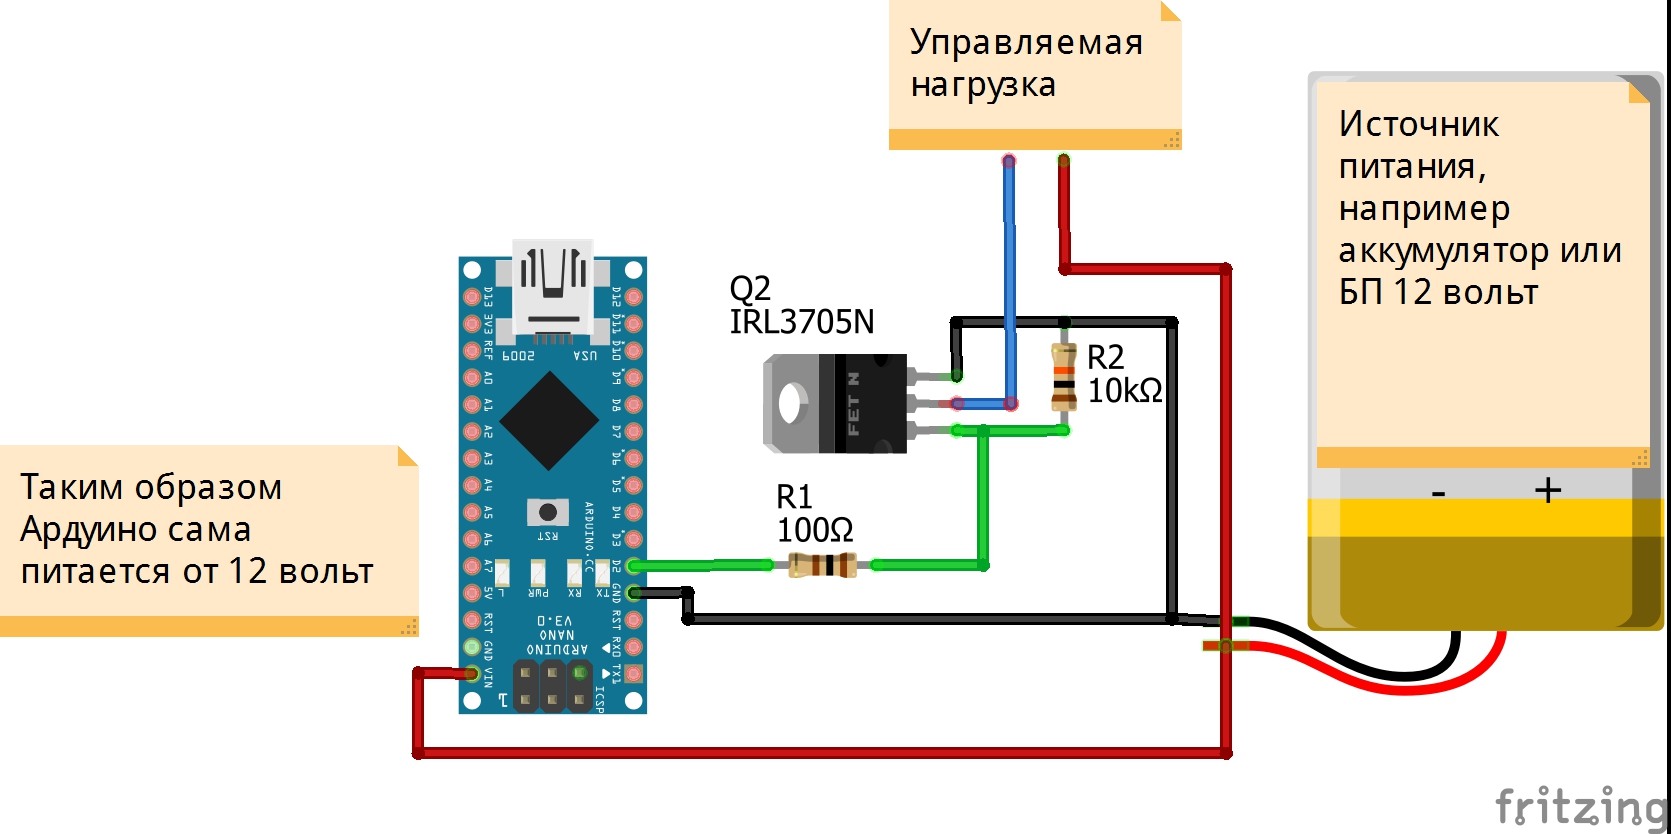 Управляемая
нагрузка
Источник
питания,
например
аккумулятор или
БП 12 вольт
- +
Q2
IRL3705N
FET N
R2
10kΩ
R1
100Ω
Таким образом
Ардуино сама
питается от 12 вольт
D13
3V3
REF
A0
A1
A2
A3
A4
A5
A6
A7
5V
RST
GND
VIN
D12
D11
D10
D9
D8
D7
D6
D5
D4
D3
D2
GND
RST
RX0
TX1
USA
2009
RST
ARDUINO.CC
L
PWR
RX
TX
ARDUINO
NANO
V3.0
ICSP
1
fritzing